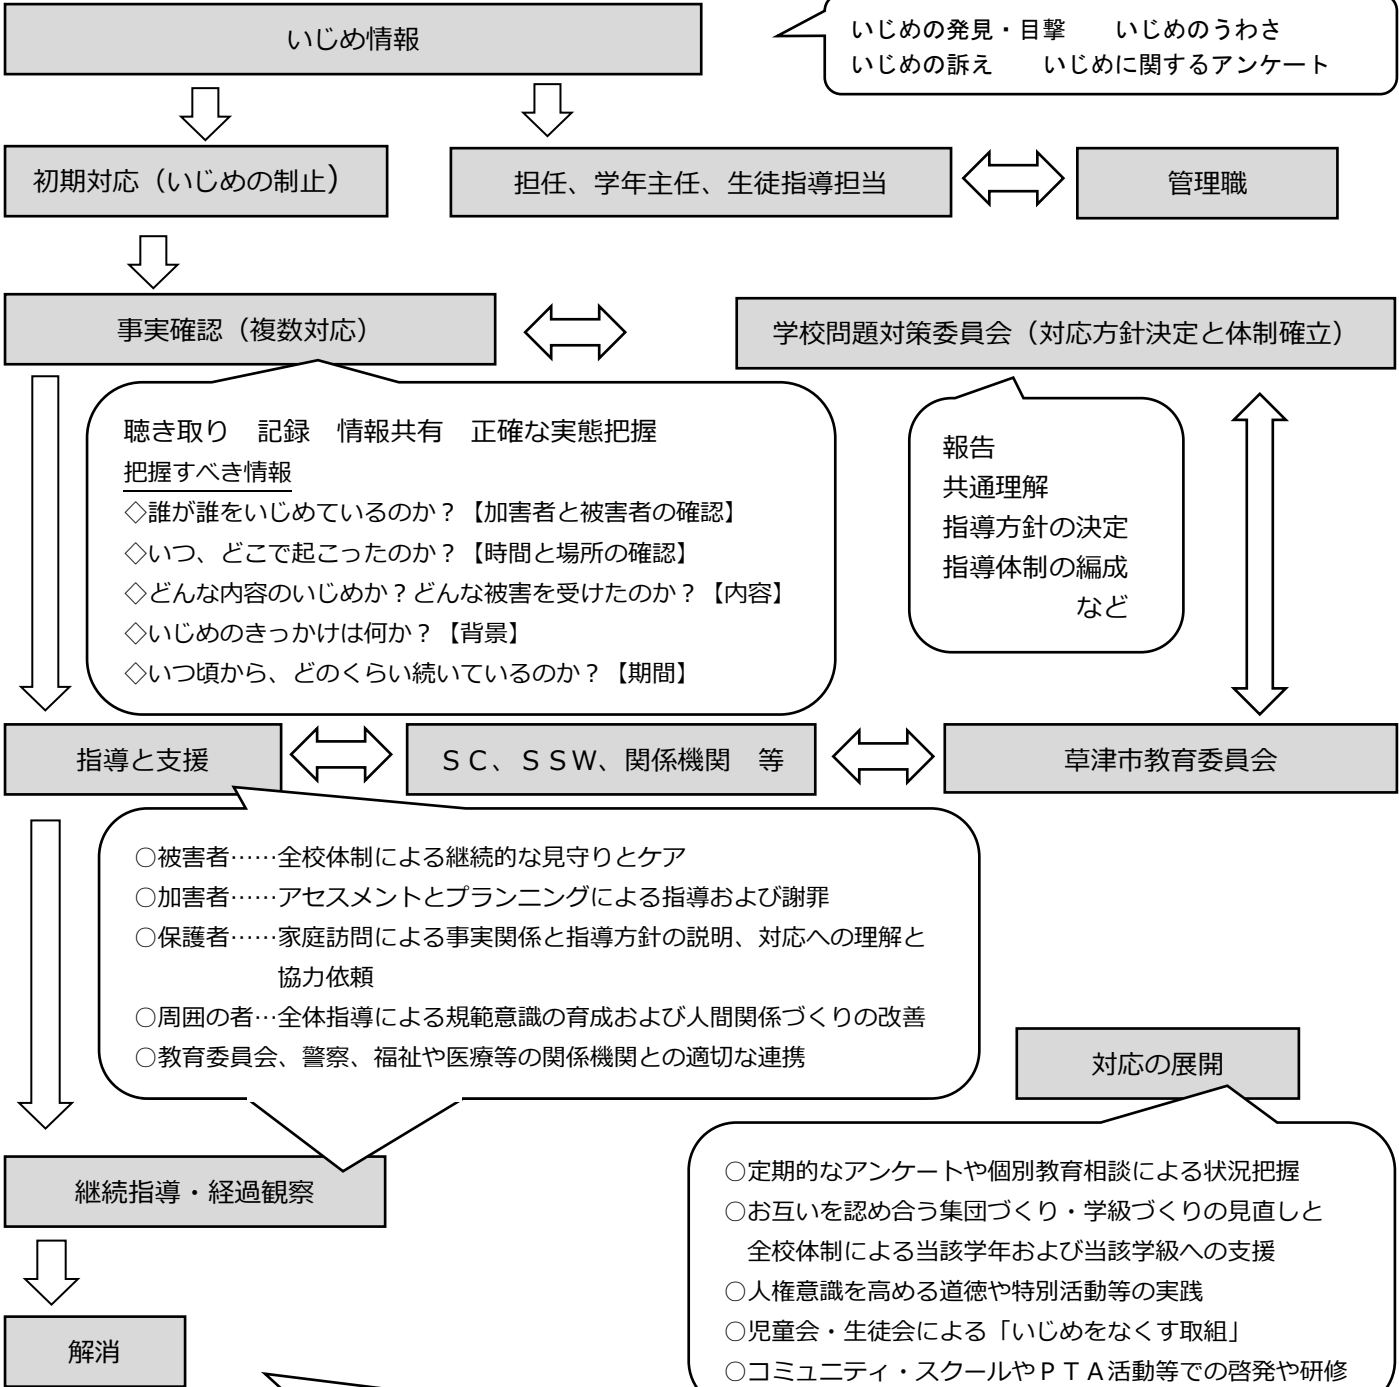 いじめ情報
いじめの発見・目撃　　いじめのうわさ
いじめの訴え　　いじめに関するアンケート
初期対応（いじめの制止）
担任、学年主任、生徒指導担当
管理職
事実確認（複数対応）
学校問題対策委員会（対応方針決定と体制確立）
聴き取り　記録　情報共有　正確な実態把握
把握すべき情報
◇誰が誰をいじめているのか？【加害者と被害者の確認】
◇いつ、どこで起こったのか？【時間と場所の確認】
◇どんな内容のいじめか？どんな被害を受けたのか？【内容】
◇いじめのきっかけは何か？【背景】
◇いつ頃から、どのくらい続いているのか？【期間】
報告
共通理解
指導方針の決定
指導体制の編成
など
指導と支援
ＳＣ、ＳＳＷ、関係機関　等
草津市教育委員会
○被害者……全校体制による継続的な見守りとケア
○加害者……アセスメントとプランニングによる指導および謝罪
○保護者……家庭訪問による事実関係と指導方針の説明、対応への理解と
協力依頼
○周囲の者…全体指導による規範意識の育成および人間関係づくりの改善
○教育委員会、警察、福祉や医療等の関係機関との適切な連携
対応の展開
継続指導・経過観察
○定期的なアンケートや個別教育相談による状況把握
○お互いを認め合う集団づくり・学級づくりの見直しと
全校体制による当該学年および当該学級への支援
○人権意識を高める道徳や特別活動等の実践
○児童会・生徒会による「いじめをなくす取組」
○コミュニティ・スクールやＰＴＡ活動等での啓発や研修
解消